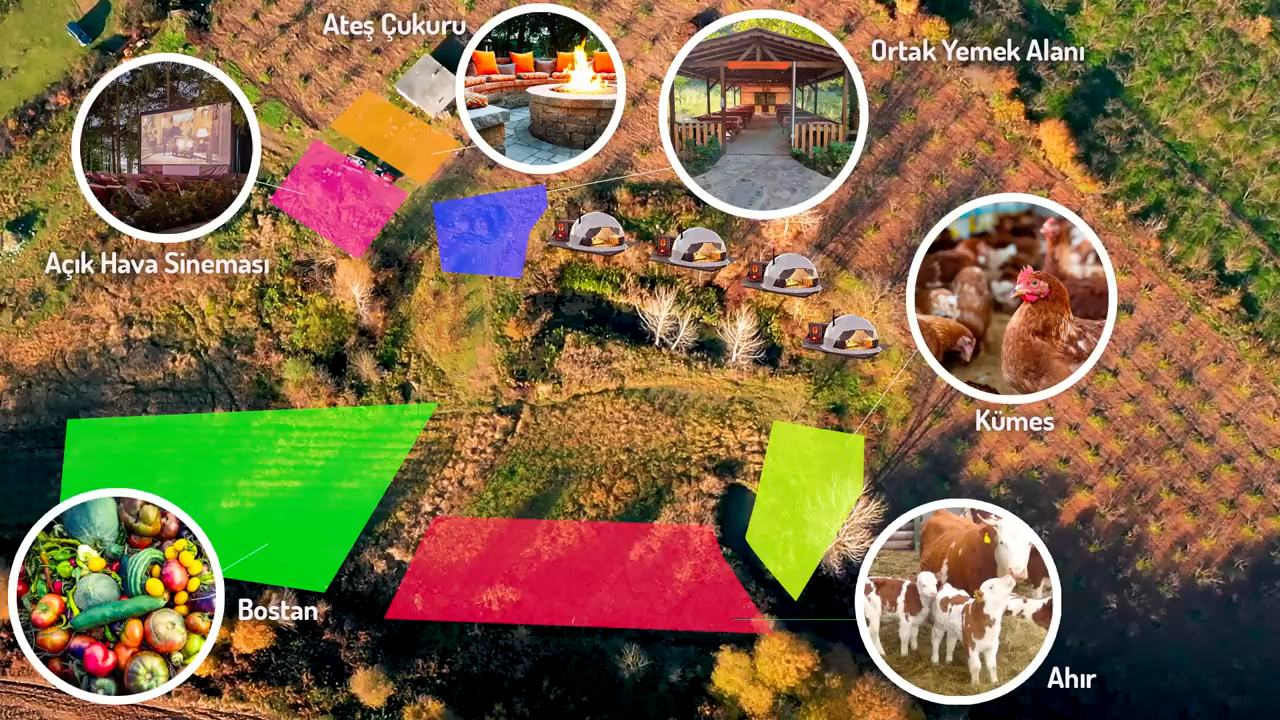 Ateş Çukuru
Ortak Yemek Alanı
Açık Hava Sineması
Kümes
Bostan
Ahır